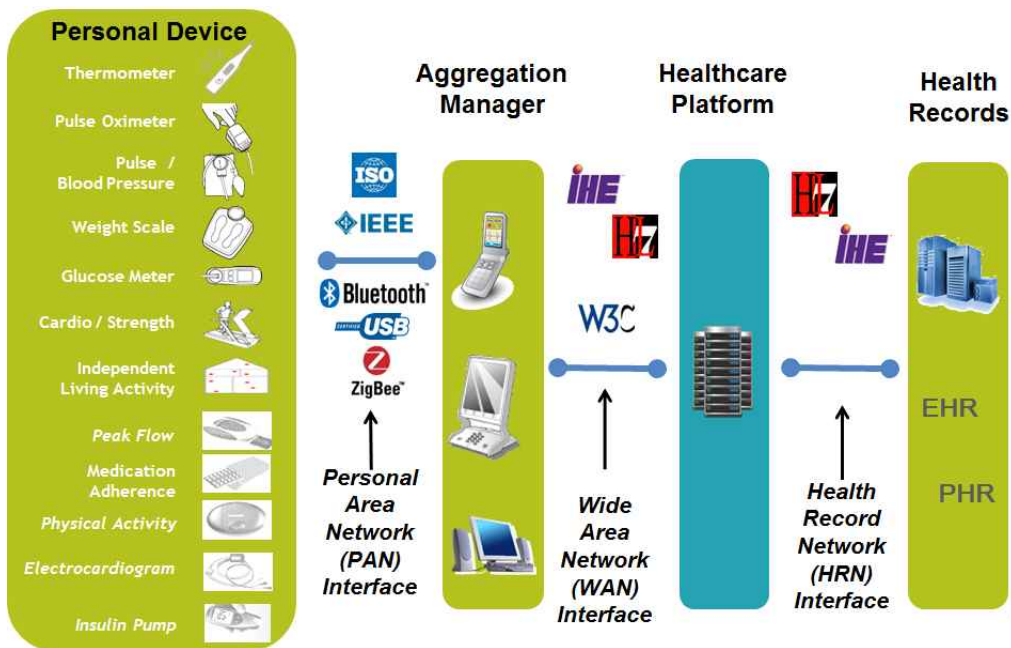 Personal Device
Thermometer
Pulse Oximeter
Pulse /
Blood Pressure
Weight Scale
Glucose Meter
Cardio / Strength
Independent
Living Activity
Peak Flow
Medication
Adherence
Physical Activity
Electrocardiogram
Insulin Pump
ISO
IEEE
Bluetooth™
CERTIFIED
USB
Z
ZigBee™
Personal
Area
Network
(PAN)
Interface
Aggregation
Manager
IHE
HL7
W3C
Wide
Area
Network
(WAN)
Interface
Healthcare
Platform
HL7
IHE
Health
Record
Network
(HRN)
Interface
Health
Records
EHR
PHR